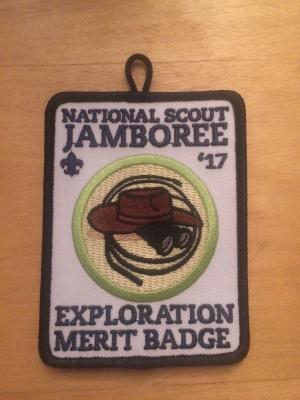 NATIONAL SCOUT
JAMBOREE
'17
EXPLORATION
MERIT BADGE